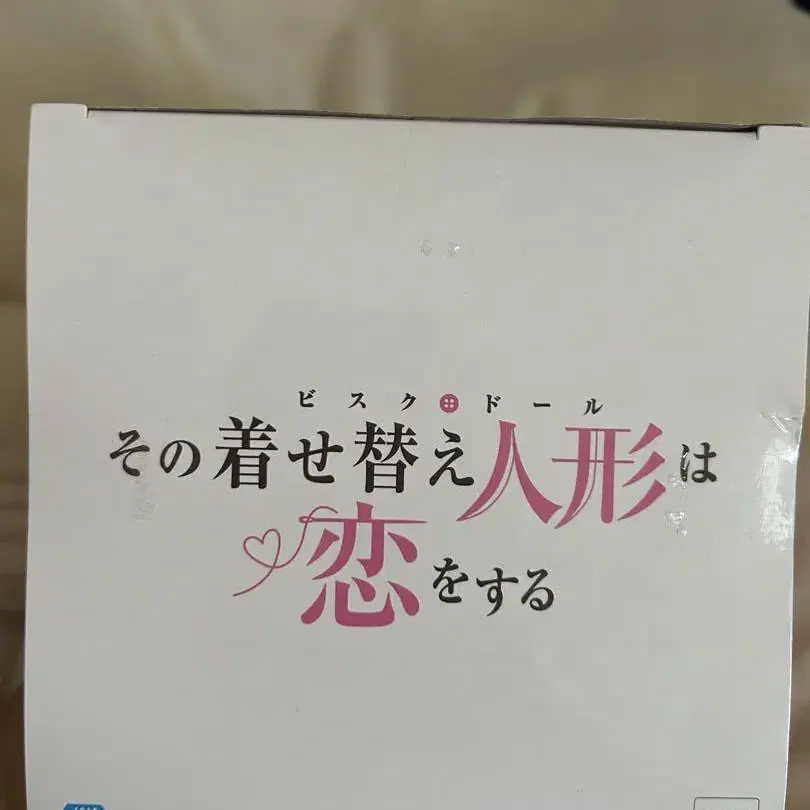 ビスク・ドール
その着せ替え人形は
恋をする